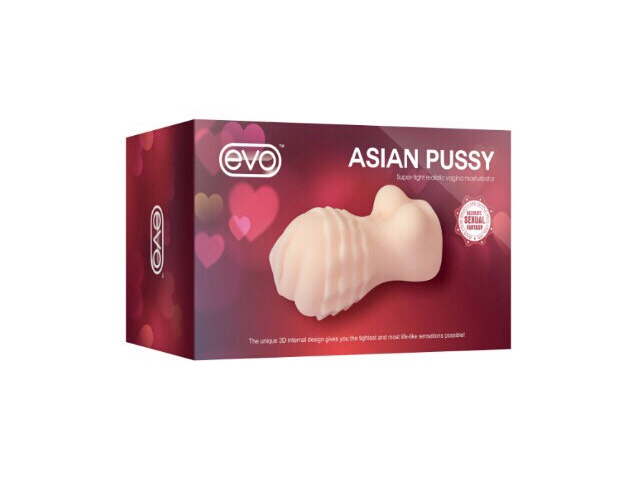 evo™
ASIAN PUSSY
Super-tight realistic vagina masturbator
ULTIMATE
SEXUAL
FANTASY
evo
The unique 3D internal design gives you the tightest and most life-like sensations possible!